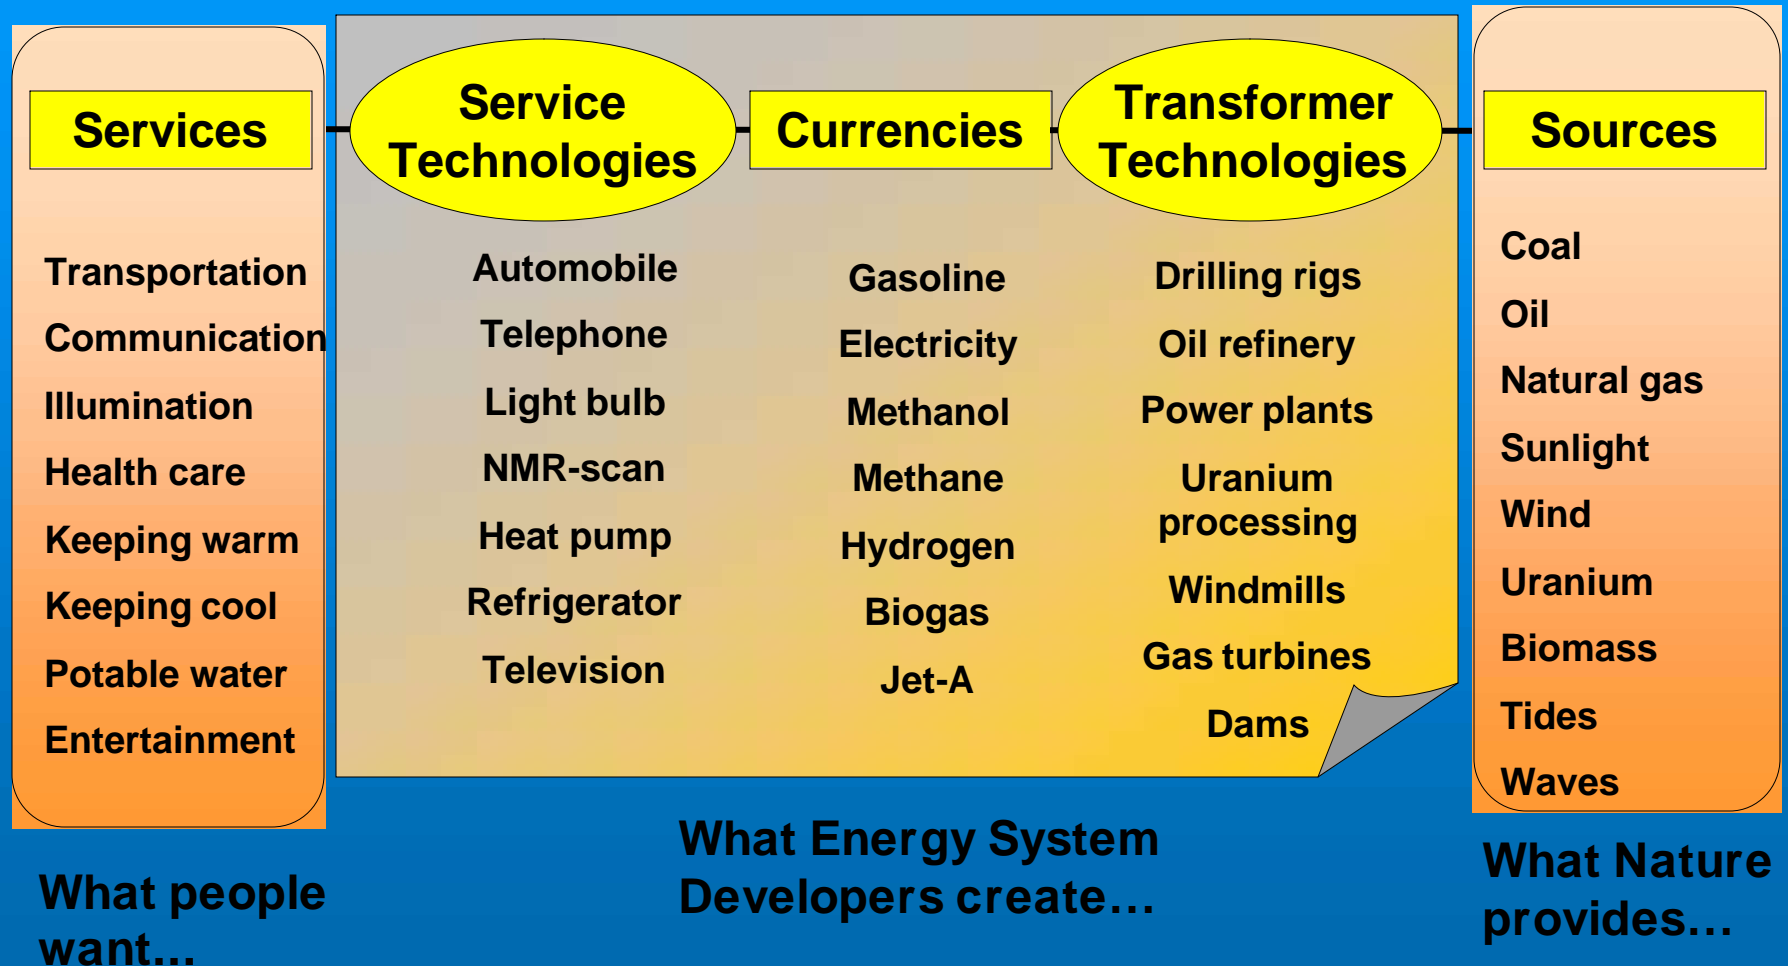 Services
Transportation
Communication
Illumination
Health care
Keeping warm
Keeping cool
Potable water
Entertainment
What people
want...
Service
Technologies
Automobile
Telephone
Light bulb
NMR-scan
Heat pump
Refrigerator
Television
Currencies
Gasoline
Electricity
Methanol
Methane
Hydrogen
Biogas
Jet-A
Transformer
Technologies
Drilling rigs
Oil refinery
Power plants
Uranium
processing
Windmills
Gas turbines
Dams
What Energy System
Developers create…
Sources
Coal
Oil
Natural gas
Sunlight
Wind
Uranium
Biomass
Tides
Waves
What Nature
provides…